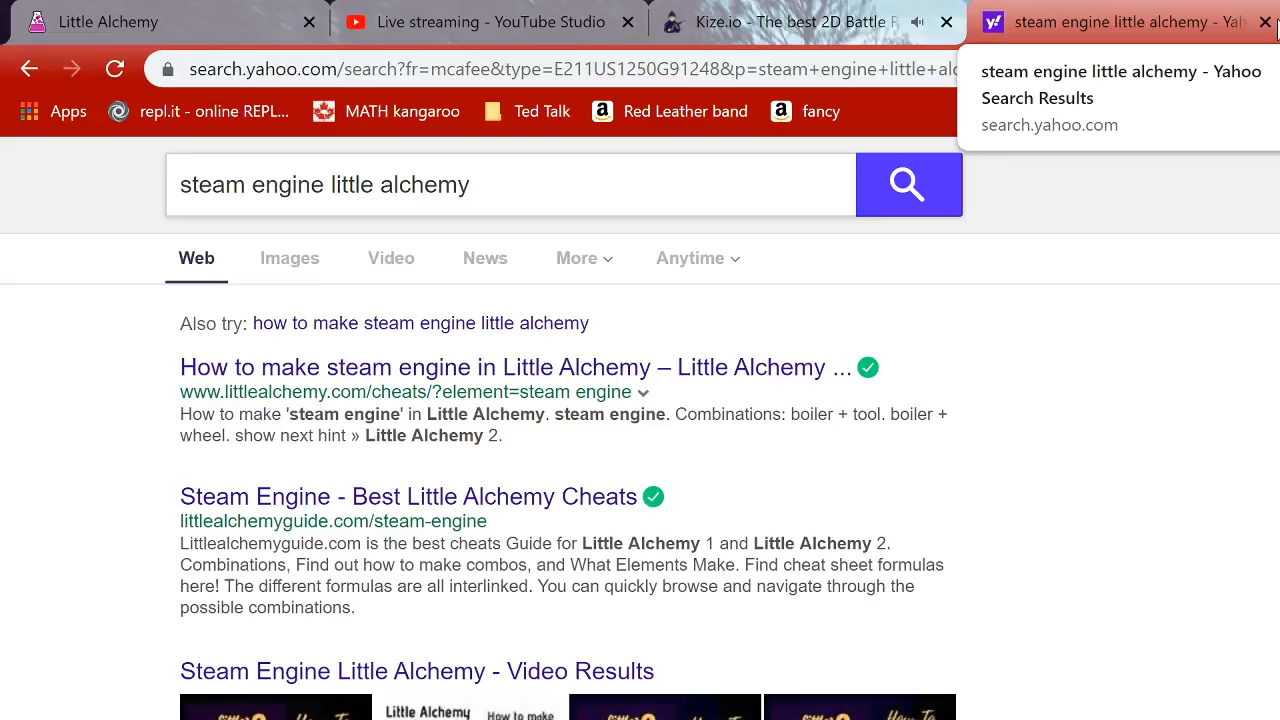 Little Alchemy
Live streaming - YouTube Studio
Kize.io - The best 2D Battle R
steam engine little alchemy - Yah
search.yahoo.com/search?fr=mcafee&type=E211US1250G91248&p=steam+engine+little+alc
steam engine little alchemy - Yahoo
Search Results
search.yahoo.com
Apps
repl.it - online REPL...
MATH kangaroo
Ted Talk
Red Leather band
fancy
steam engine little alchemy
Web
Images
Video
News
More
Anytime
Also try: how to make steam engine little alchemy
How to make steam engine in Little Alchemy – Little Alchemy ...
www.littlealchemy.com/cheats/?element=steam engine
How to make 'steam engine' in Little Alchemy. steam engine. Combinations: boiler + tool. boiler +
wheel. show next hint » Little Alchemy 2.
Steam Engine - Best Little Alchemy Cheats
littlealchemyguide.com/steam-engine
Littlealchemyguide.com is the best cheats Guide for Little Alchemy 1 and Little Alchemy 2.
Combinations, Find out how to make combos, and What Elements Make. Find cheat sheet formulas
here! The different formulas are all interlinked. You can quickly browse and navigate through the
possible combinations.
Steam Engine Little Alchemy - Video Results
Little Alchemy
How to make